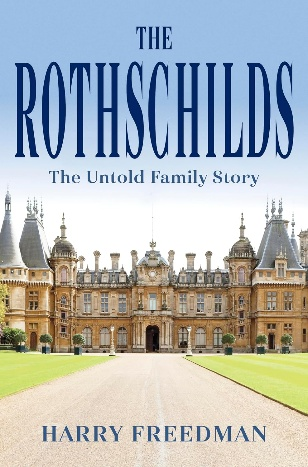 THE
ROTHSCHILDS
The Untold Family Story
HARRY FREEDMAN